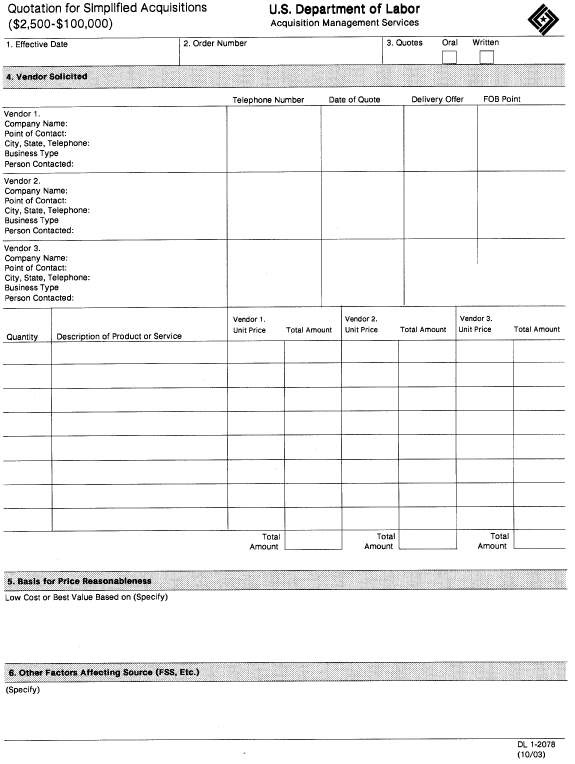 Quotation for Simplified Acquisitions
($2,500-$100,000)
U.S. Department of Labor
Acquisition Management Services
1. Effective Date
2. Order Number
3. Quotes Oral Written
4. Vendor Solicited
Telephone Number Date of Quote Delivery Offer FOB Point
Vendor 1.
Company Name:
Point of Contact:
City, State, Telephone:
Business Type
Person Contacted:
Vendor 2.
Company Name:
Point of Contact:
City, State, Telephone:
Business Type
Person Contacted:
Vendor 3.
Company Name:
Point of Contact:
City, State, Telephone:
Business Type
Person Contacted:
Quantity
Description of Product or Service
Vendor 1.
Unit Price Total Amount
Vendor 2.
Unit Price Total Amount
Vendor 3.
Unit Price Total Amount
Total
Amount
Total
Amount
Total
Amount
5. Basis for Price Reasonableness
Low Cost or Best Value Based on (Specify)
6. Other Factors Affecting Source (FSS, Etc.)
(Specify)
DL 1-2078
(10/03)